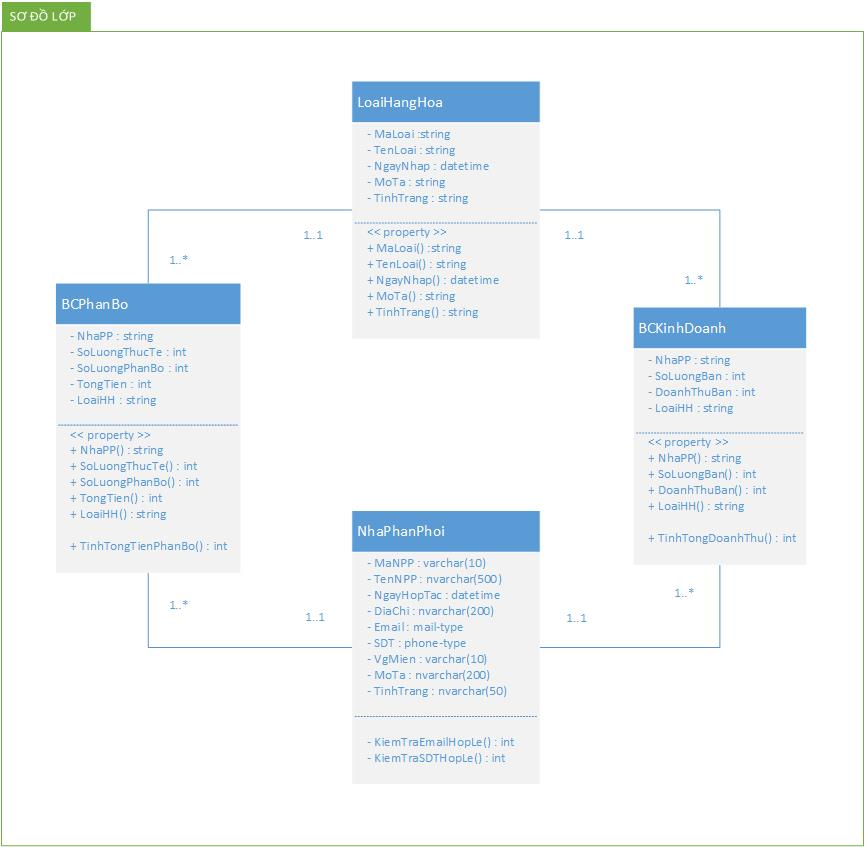 SƠ ĐỒ LỚP
LoaiHangHoa
- MaLoai :string
- TenLoai : string
- NgayNhap : datetime
- MoTa : string
- TinhTrang : string
<< property >>
+ MaLoai() :string
+ TenLoai() : string
+ NgayNhap() : datetime
+ MoTa() : string
+ TinhTrang() : string
1..1
1..1
1..*
1..*
BCPhanBo
- NhaPP : string
- SoLuongThucTe : int
- SoLuongPhanBo : int
- TongTien : int
- LoaiHH : string
<< property >>
+ NhaPP() : string
+ SoLuongThucTe() : int
+ SoLuongPhanBo() : int
+ TongTien() : int
+ LoaiHH() : string
+ TinhTongTienPhanBo() : int
BCKinhDoanh
- NhaPP : string
- SoLuongBan : int
- DoanhThuBan : int
- LoaiHH : string
<< property >>
+ NhaPP() : string
+ SoLuongBan() : int
+ DoanhThuBan() : int
+ LoaiHH() : string
+ TinhTongDoanhThu() : int
NhaPhanPhoi
- MaNPP : varchar(10)
- TenNPP : nvarchar(500)
- NgayHopTac : datetime
- DiaChi : nvarchar(200)
- Email : mail-type
- SDT : phone-type
- VgMien : varchar(10)
- MoTa : nvarchar(200)
- TinhTrang : nvarchar(50)
- KiemTraEmailHopLe() : int
- KiemTraSDTHopLe() : int
1..*
1..1
1..1
1..*